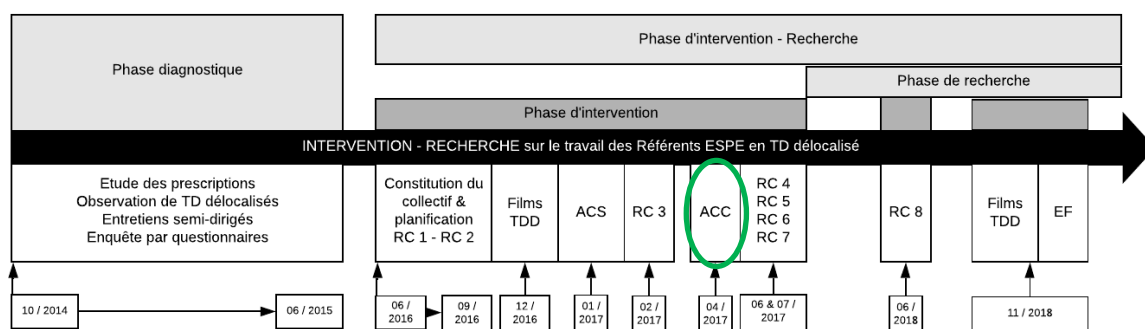 Phase diagnostique
Phase d'intervention - Recherche
Phase de recherche
Phase d'intervention
INTERVENTION - RECHERCHE sur le travail des Référents ESPE en TD délocalisé
Etude des prescriptions
Observation de TD délocalisés
Entretiens semi-dirigés
Enquête par questionnaires
Constitution du
collectif &
planification
RC 1 - RC 2
Films
TDD
ACS
RC 3
ACC
RC 4
RC 5
RC 6
RC 7
RC 8
Films
TDD
EF
10 / 2014
06 / 2015
06 /
2016
09 /
2016
12 /
2016
01 /
2017
02 /
2017
04 /
2017
06 & 07 /
2017
06 /
2018
11 / 2018